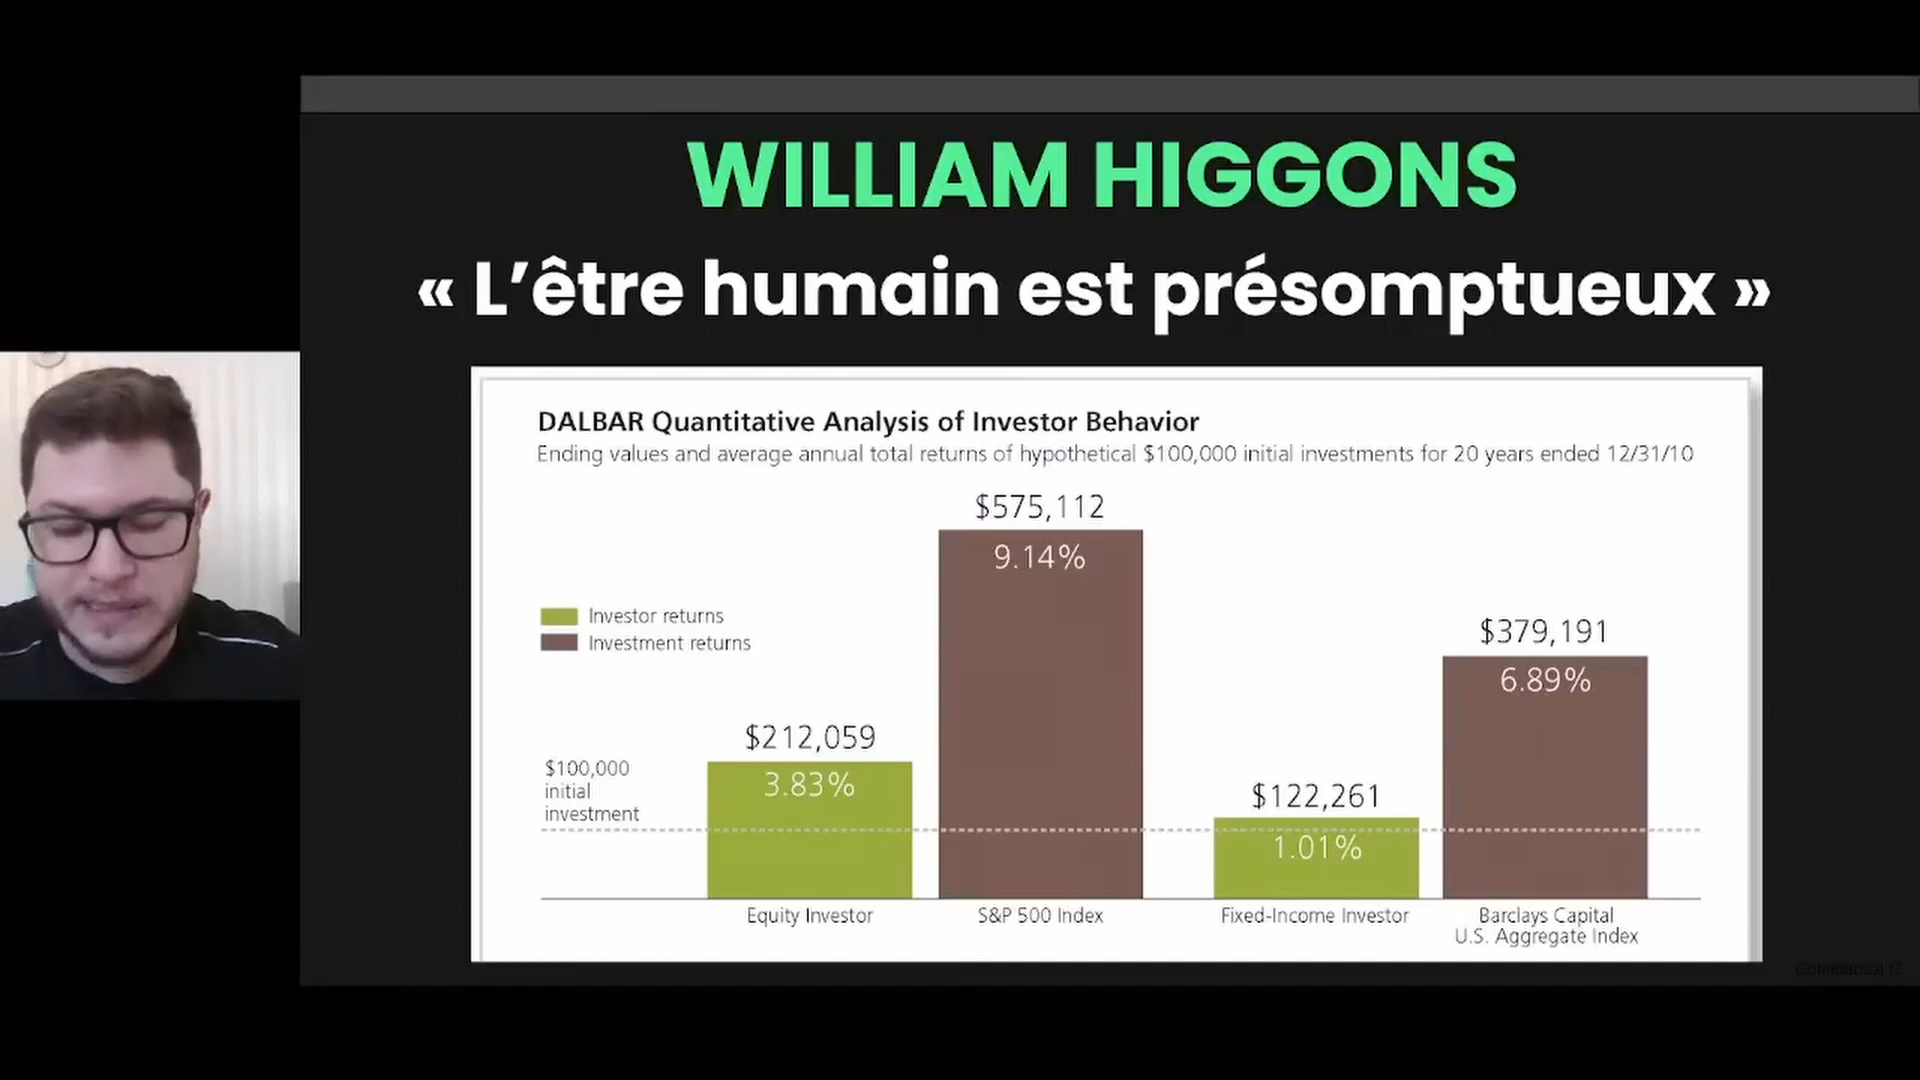 WILLIAM HIGGONS
« L’être humain est présomptueux »
DALBAR Quantitative Analysis of Investor Behavior
Ending values and average annual total returns of hypothetical $100,000 initial investments for 20 years ended 12/31/10
$575,112
9.14%
$379,191
6.89%
Investor returns
Investment returns
$212,059
3.83%
$122,261
1.01%
$100,000
initial
investment
Equity Investor
S&P 500 Index
Fixed-Income Investor
Barclays Capital
U.S. Aggregate Index